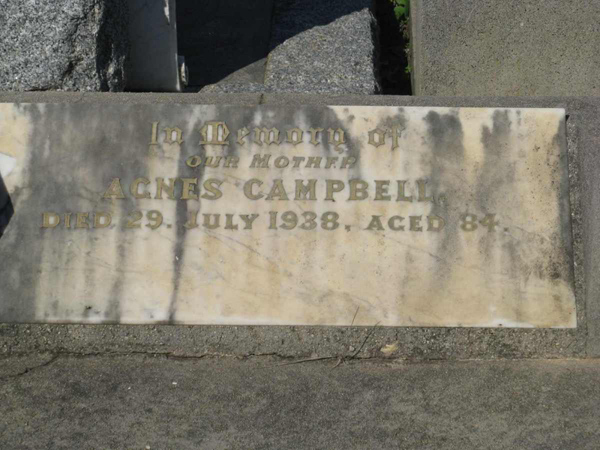 In Memory of
OUR MOTHER
AGNES CAMPBELL,
DIED 29. JULY 1938, AGED 84.